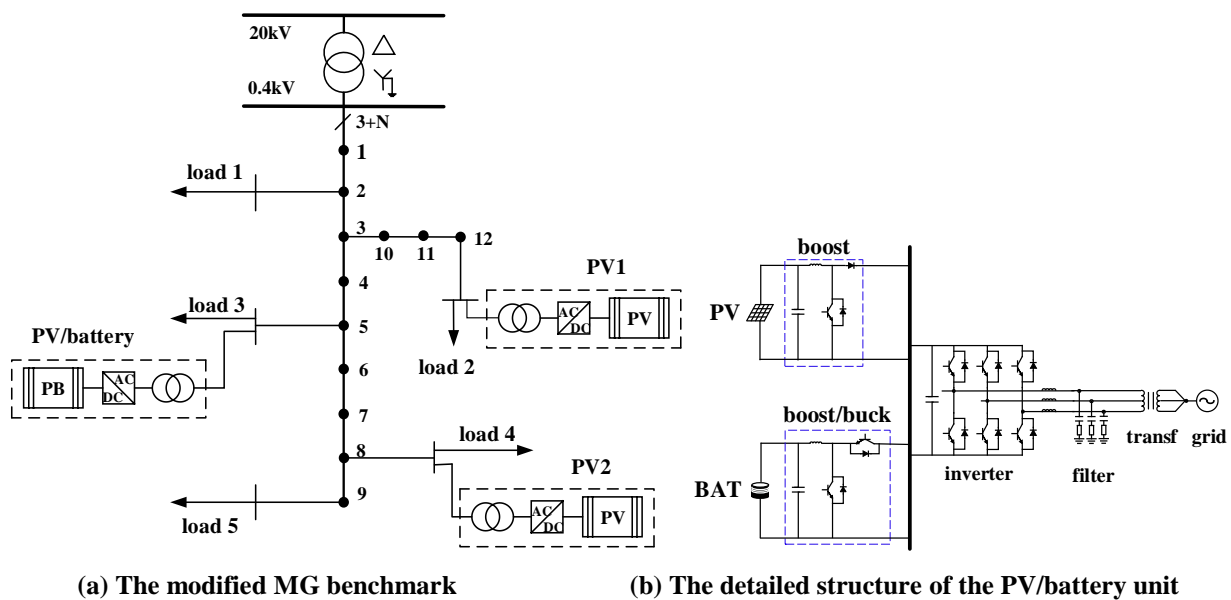 20kV
0.4kV
3+N
1
load 1
2
3
10
11
12
4
PV1
load 3
5
AC
DC
PV
PV/battery
load 2
PB
AC
DC
6
7
load 4
8
PV2
9
load 5
AC
DC
PV
(a) The modified MG benchmark
boost
PV
boost/buck
BAT
inverter
filter
transf
grid
(b) The detailed structure of the PV/battery unit